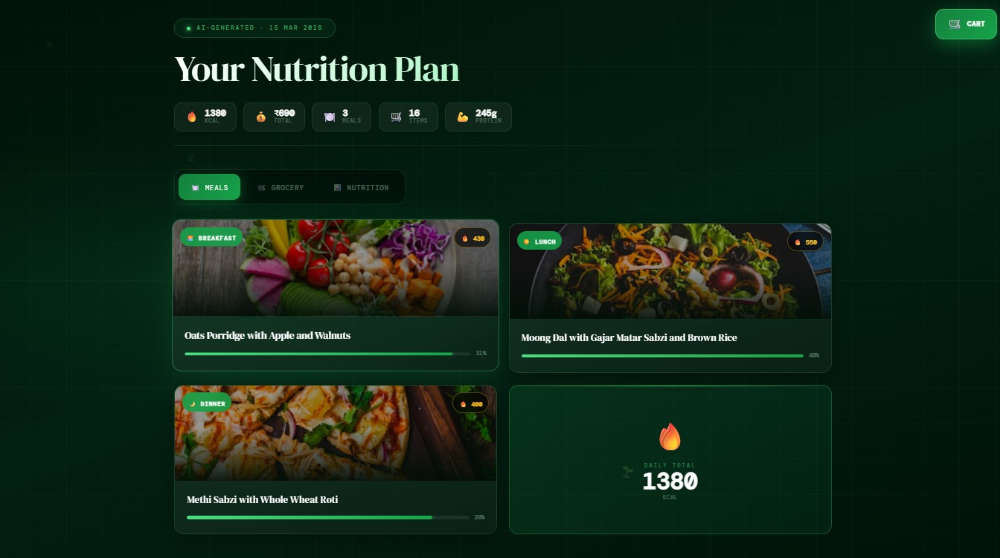 AI-GENERATED · 15 MAR 2026
CART
Your Nutrition Plan
1380
KCAL
₹690
TOTAL
3
MEALS
16
ITEMS
245g
PROTEIN
MEALS
GROCERY
NUTRITION
BREAKFAST
430
Oats Porridge with Apple and Walnuts
31%
LUNCH
550
Moong Dal with Gajar Matar Sabzi and Brown Rice
40%
DINNER
400
Methi Sabzi with Whole Wheat Roti
29%
DAILY TOTAL
1380
KCAL